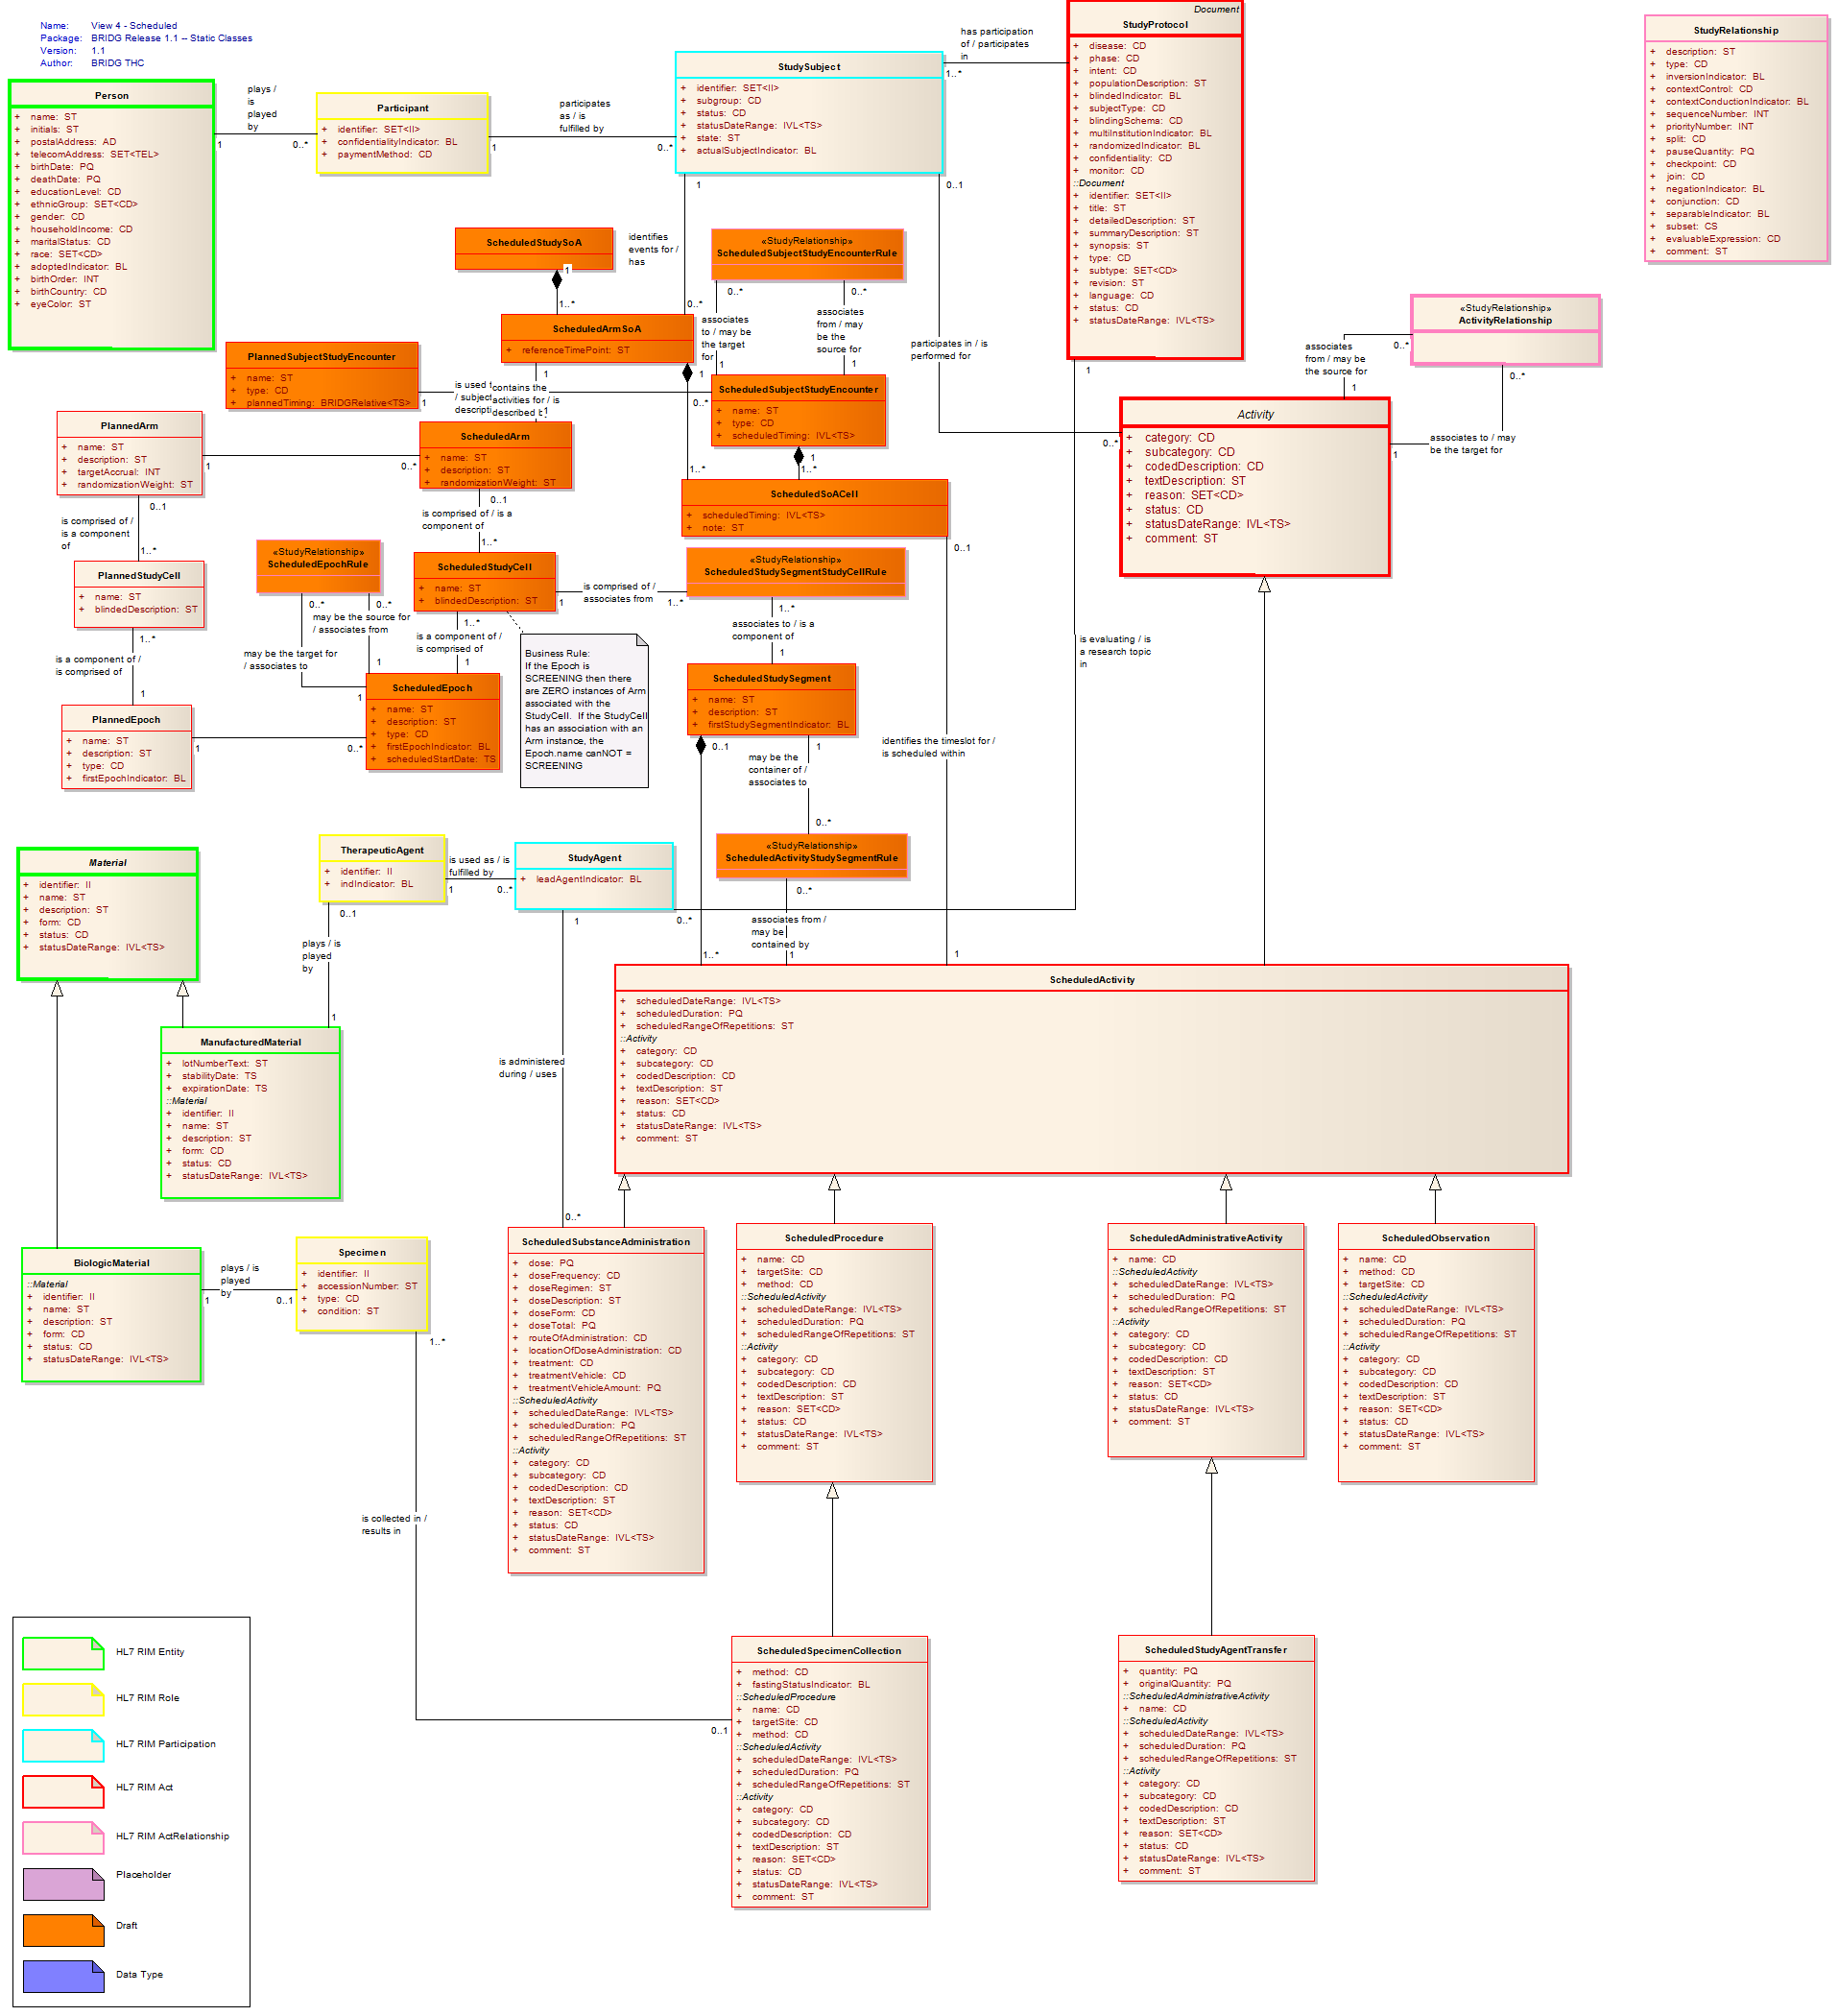 Name: View 4 - Scheduled
Package: BRIDG Release 1.1 -- Static Classes
Version: 1.1
Author: BRIDG THC
Person
+ name: ST
+ initials: ST
+ postalAddress: AD
+ telecomAddress: SET<TEL>
+ birthDate: PQ
+ deathDate: PQ
+ educationLevel: CD
+ ethnicGroup: SET<CD>
+ gender: CD
+ householdIncome: CD
+ maritalStatus: CD
+ race: SET<CD>
+ adoptedIndicator: BL
+ birthOrder: INT
+ birthCountry: CD
+ eyeColor: ST
plays /
is
played
by
1
0..*
Participant
+ identifier: SET<II>
+ confidentialityIndicator: BL
+ paymentMethod: CD
participates
as / is
fulfilled by
1
0..*
StudySubject
+ identifier: SET<II>
+ subgroup: CD
+ status: CD
+ statusDateRange: IVL<TS>
+ state: ST
+ actualSubjectIndicator: BL
has participation
of / participates
in
1..*
Document
StudyProtocol
+ disease: CD
+ phase: CD
+ intent: CD
+ populationDescription: ST
+ blindedIndicator: BL
+ subjectType: CD
+ blindingSchema: CD
+ multiInstitutionIndicator: BL
+ randomizedIndicator: BL
+ confidentiality: CD
+ monitor: CD
::Document
+ identifier: SET<II>
+ title: ST
+ detailedDescription: ST
+ summaryDescription: ST
+ synopsis: ST
+ type: CD
+ subtype: SET<CD>
+ revision: ST
+ language: CD
+ status: CD
+ statusDateRange: IVL<TS>
StudyRelationship
+ description: ST
+ type: CD
+ inversionIndicator: BL
+ contextControl: CD
+ contextConductionIndicator: BL
+ sequenceNumber: INT
+ priorityNumber: INT
+ split: CD
+ pauseQuantity: PQ
+ checkpoint: CD
+ join: CD
+ negationIndicator: BL
+ conjunction: CD
+ separableIndicator: BL
+ subset: CS
+ evaluableExpression: CD
+ comment: ST
1
0..1
ScheduledStudySoA
1
1..*
identifies
events for /
has
0..*
«StudyRelationship»
ScheduledSubjectStudyEncounterRule
0..*
0..*
associates
to / may be
the target
for
1
associates
from / may
be the
source for
1
ScheduledArmSoA
+ referenceTimePoint: ST
1
1
participates in / is
performed for
0..*
1
«StudyRelationship»
ActivityRelationship
associates
from / may be
the source for
0..*
1
0..*
associates to / may
be the target for
1
Activity
+ category: CD
+ subcategory: CD
+ codedDescription: CD
+ textDescription: ST
+ reason: SET<CD>
+ status: CD
+ statusDateRange: IVL<TS>
+ comment: ST
PlannedSubjectStudyEncounter
+ name: ST
+ type: CD
+ plannedTiming: BRIDGRelative<TS>
1
is used
/ subject
descripti
contains the
activities for / is
described by
1
0..*
ScheduledSubjectStudyEncounter
+ name: ST
+ type: CD
+ scheduledTiming: IVL<TS>
1
1..*
1..*
PlannedArm
+ name: ST
+ description: ST
+ targetAccrual: INT
+ randomizationWeight: ST
1
0..*
ScheduledArm
+ name: ST
+ description: ST
+ randomizationWeight: ST
ScheduledSoACell
+ scheduledTiming: IVL<TS>
+ note: ST
0..1
0..1
is comprised of /
is a component
of
1..*
0..1
is comprised of / is a
component of
1..*
PlannedStudyCell
+ name: ST
+ blindedDescription: ST
«StudyRelationship»
ScheduledEpochRule
0..*
0..*
may be the source for
/ associates from
may be the target for
/ associates to
1
1
ScheduledStudyCell
+ name: ST
+ blindedDescription: ST
1
is comprised of /
associates from
1..*
«StudyRelationship»
ScheduledStudySegmentStudyCellRule
1..*
associates to / is a
component of
1
1..*
is a component of /
is comprised of
1
1..*
is a component of /
is comprised of
1
Business Rule:
If the Epoch is
SCREENING then there
are ZERO instances of Arm
associated with the
StudyCell. If the StudyCell
has an association with an
Arm instance, the
Epoch.name canNOT =
SCREENING
is evaluating / is
a research topic
in
PlannedEpoch
+ name: ST
+ description: ST
+ type: CD
+ firstEpochIndicator: BL
1
0..*
ScheduledEpoch
+ name: ST
+ description: ST
+ type: CD
+ firstEpochIndicator: BL
+ scheduledStartDate: TS
ScheduledStudySegment
+ name: ST
+ description: ST
+ firstStudySegmentIndicator: BL
0..1
1
may be the
container of /
associates to
0..*
identifies the timeslot for /
is scheduled within
«StudyRelationship»
ScheduledActivityStudySegmentRule
0..*
associates from /
may be
contained by
1..*
1
1
Material
+ identifier: II
+ name: ST
+ description: ST
+ form: CD
+ status: CD
+ statusDateRange: IVL<TS>
TherapeuticAgent
+ identifier: II
+ indIndicator: BL
is used as / is
fulfilled by
1
0..*
StudyAgent
+ leadAgentIndicator: BL
1
0..*
0..1
plays / is
played
by
1
ManufacturedMaterial
+ lotNumberText: ST
+ stabilityDate: TS
+ expirationDate: TS
::Material
+ identifier: II
+ name: ST
+ description: ST
+ form: CD
+ status: CD
+ statusDateRange: IVL<TS>
is administered
during / uses
0..*
ScheduledActivity
+ scheduledDateRange: IVL<TS>
+ scheduledDuration: PQ
+ scheduledRangeOfRepetitions: ST
::Activity
+ category: CD
+ subcategory: CD
+ codedDescription: CD
+ textDescription: ST
+ reason: SET<CD>
+ status: CD
+ statusDateRange: IVL<TS>
+ comment: ST
BiologicMaterial
::Material
+ identifier: II
+ name: ST
+ description: ST
+ form: CD
+ status: CD
+ statusDateRange: IVL<TS>
plays / is
played
by
1
0..1
Specimen
+ identifier: II
+ accessionNumber: ST
+ type: CD
+ condition: ST
1..*
is collected in /
results in
0..1
ScheduledSubstanceAdministration
+ dose: PQ
+ doseFrequency: CD
+ doseRegimen: ST
+ doseDescription: ST
+ doseForm: CD
+ doseTotal: PQ
+ routeOfAdministration: CD
+ locationOfDoseAdministration: CD
+ treatment: CD
+ treatmentVehicle: CD
+ treatmentVehicleAmount: PQ
::ScheduledActivity
+ scheduledDateRange: IVL<TS>
+ scheduledDuration: PQ
+ scheduledRangeOfRepetitions: ST
::Activity
+ category: CD
+ subcategory: CD
+ codedDescription: CD
+ textDescription: ST
+ reason: SET<CD>
+ status: CD
+ statusDateRange: IVL<TS>
+ comment: ST
ScheduledProcedure
+ name: CD
+ targetSite: CD
+ method: CD
::ScheduledActivity
+ scheduledDateRange: IVL<TS>
+ scheduledDuration: PQ
+ scheduledRangeOfRepetitions: ST
::Activity
+ category: CD
+ subcategory: CD
+ codedDescription: CD
+ textDescription: ST
+ reason: SET<CD>
+ status: CD
+ statusDateRange: IVL<TS>
+ comment: ST
ScheduledAdministrativeActivity
+ name: CD
::ScheduledActivity
+ scheduledDateRange: IVL<TS>
+ scheduledDuration: PQ
+ scheduledRangeOfRepetitions: ST
::Activity
+ category: CD
+ subcategory: CD
+ codedDescription: CD
+ textDescription: ST
+ reason: SET<CD>
+ status: CD
+ statusDateRange: IVL<TS>
+ comment: ST
ScheduledObservation
+ name: CD
+ method: CD
+ targetSite: CD
::ScheduledActivity
+ scheduledDateRange: IVL<TS>
+ scheduledDuration: PQ
+ scheduledRangeOfRepetitions: ST
::Activity
+ category: CD
+ subcategory: CD
+ codedDescription: CD
+ textDescription: ST
+ reason: SET<CD>
+ status: CD
+ statusDateRange: IVL<TS>
+ comment: ST
ScheduledSpecimenCollection
+ method: CD
+ fastingStatusIndicator: BL
::ScheduledProcedure
+ name: CD
+ targetSite: CD
+ method: CD
::ScheduledActivity
+ scheduledDateRange: IVL<TS>
+ scheduledDuration: PQ
+ scheduledRangeOfRepetitions: ST
::Activity
+ category: CD
+ subcategory: CD
+ codedDescription: CD
+ textDescription: ST
+ reason: SET<CD>
+ status: CD
+ statusDateRange: IVL<TS>
+ comment: ST
ScheduledStudyAgentTransfer
+ quantity: PQ
+ originalQuantity: PQ
::ScheduledAdministrativeActivity
+ name: CD
::ScheduledActivity
+ scheduledDateRange: IVL<TS>
+ scheduledDuration: PQ
+ scheduledRangeOfRepetitions: ST
::Activity
+ category: CD
+ subcategory: CD
+ codedDescription: CD
+ textDescription: ST
+ reason: SET<CD>
+ status: CD
+ statusDateRange: IVL<TS>
+ comment: ST
HL7 RIM Entity
HL7 RIM Role
HL7 RIM Participation
HL7 RIM Act
HL7 RIM ActRelationship
Placeholder
Draft
Data Type